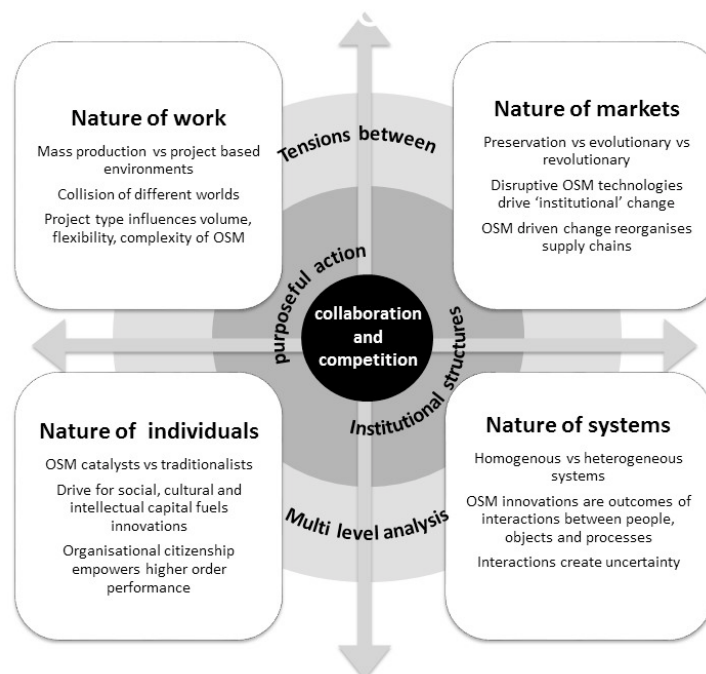 Nature of work
Mass production vs project based
environments
Collision of different worlds
Project type influences volume,
flexibility, complexity of OSM
Nature of markets
Preservation vs evolutionary vs
revolutionary
Disruptive OSM technologies
drive ‘institutional’ change
OSM driven change reorganises
supply chains
Tensions between
purposeful action
collaboration
and
competition
Institutional structures
Multi level analysis
Nature of individuals
OSM catalysts vs traditionalists
Drive for social, cultural and
intellectual capital fuels
innovations
Organisational citizenship
empowers higher order
performance
Nature of systems
Homogenous vs heterogeneous
systems
OSM innovations are outcomes of
interactions between people,
objects and processes
Interactions create uncertainty